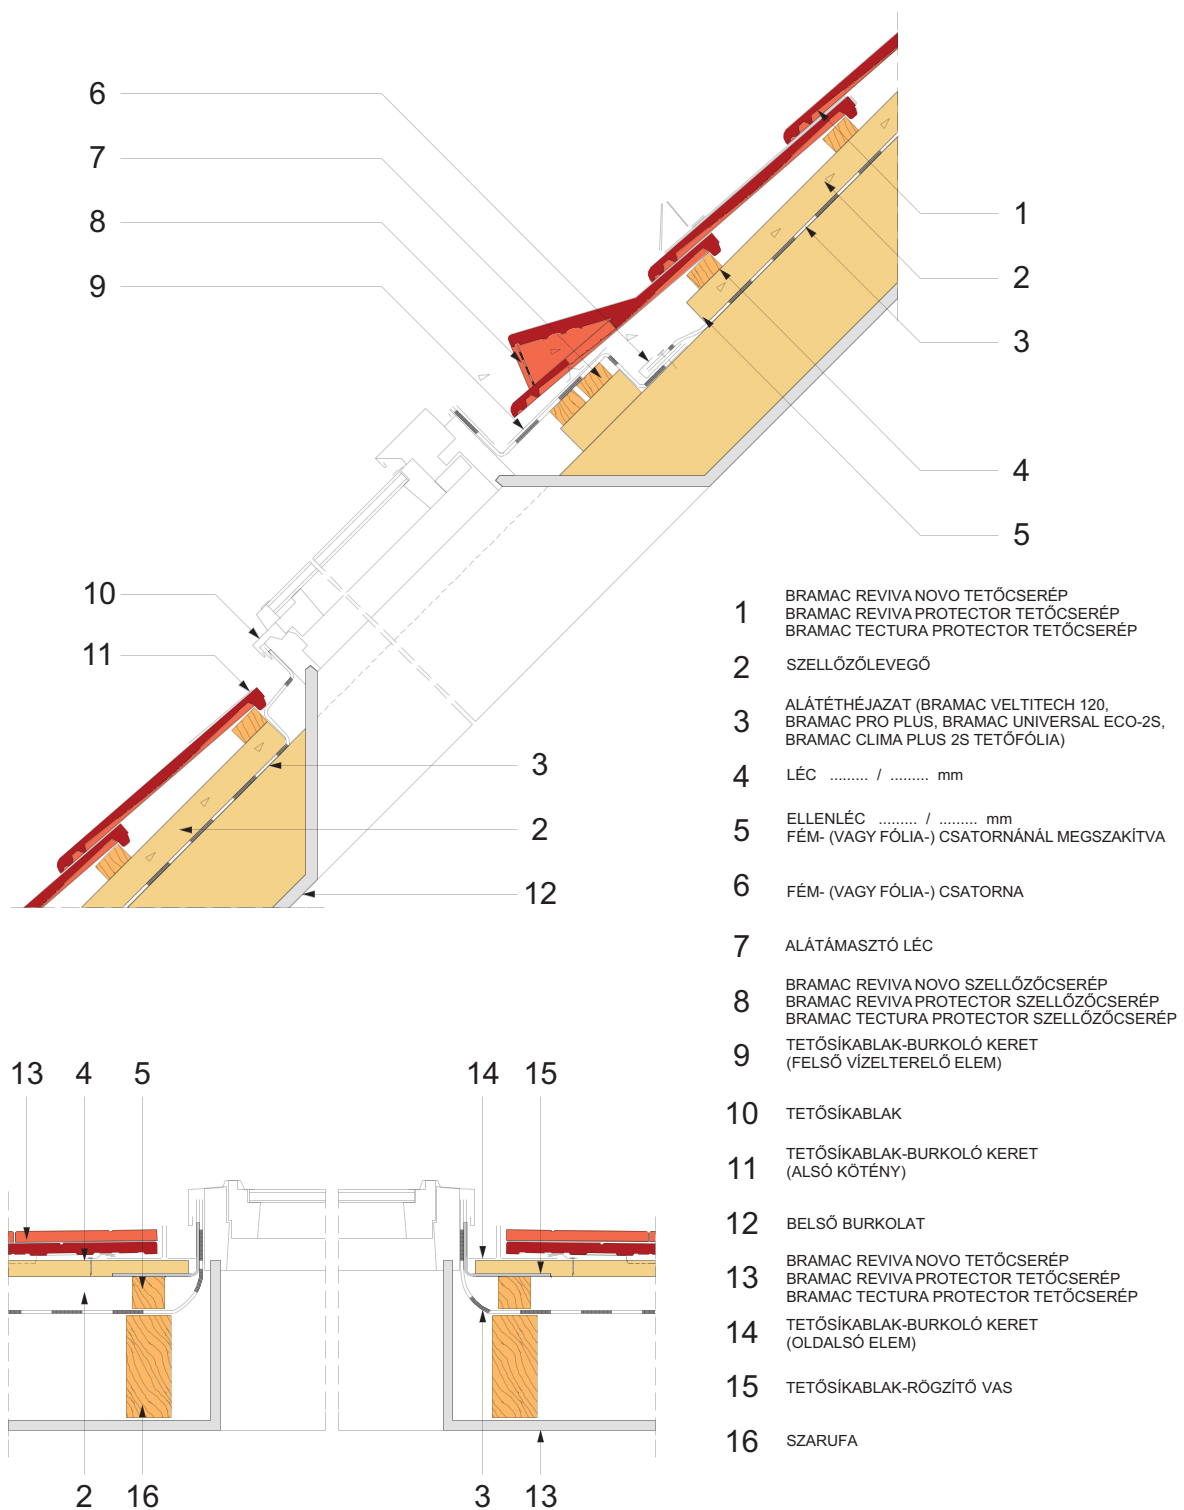 6
7
8
9
1
2
3
4
5
10
11
3
2
12
1 BRAMAC REVIVA NOVO TETŐCSERÉP
BRAMAC REVIVA PROTECTOR TETŐCSERÉP
BRAMAC TECTURA PROTECTOR TETŐCSERÉP
2 SZELLŐZŐLEVEGŐ
3 ALÁTÉTHÉJAZAT (BRAMAC VELTITECH 120,
BRAMAC PRO PLUS, BRAMAC UNIVERSAL ECO-2S,
BRAMAC CLIMA PLUS 2S TETŐFÓLIA)
4 LÉC ......... / ......... mm
5 ELLENLÉC ......... / ......... mm
FÉM- (VAGY FÓLIA-) CSATORNÁNÁL MEGSZAKÍTVA
6 FÉM- (VAGY FÓLIA-) CSATORNA
7 ALÁTÁMASZTÓ LÉC
8 BRAMAC REVIVA NOVO SZELLŐZŐCSERÉP
BRAMAC REVIVA PROTECTOR SZELLŐZŐCSERÉP
BRAMAC TECTURA PROTECTOR SZELLŐZŐCSERÉP
9 TETŐSÍKABLAK-BURKOLÓ KERET
(FELSŐ VÍZELTERELŐ ELEM)
10 TETŐSÍKABLAK
11 TETŐSÍKABLAK-BURKOLÓ KERET
(ALSÓ KÖTÉNY)
12 BELSŐ BURKOLAT
13 BRAMAC REVIVA NOVO TETŐCSERÉP
BRAMAC REVIVA PROTECTOR TETŐCSERÉP
BRAMAC TECTURA PROTECTOR TETŐCSERÉP
14 TETŐSÍKABLAK-BURKOLÓ KERET
(OLDALSÓ ELEM)
15 TETŐSÍKABLAK-RÖGZÍTŐ VAS
16 SZARUFA
13 4 5 14 15
2 16 3 13